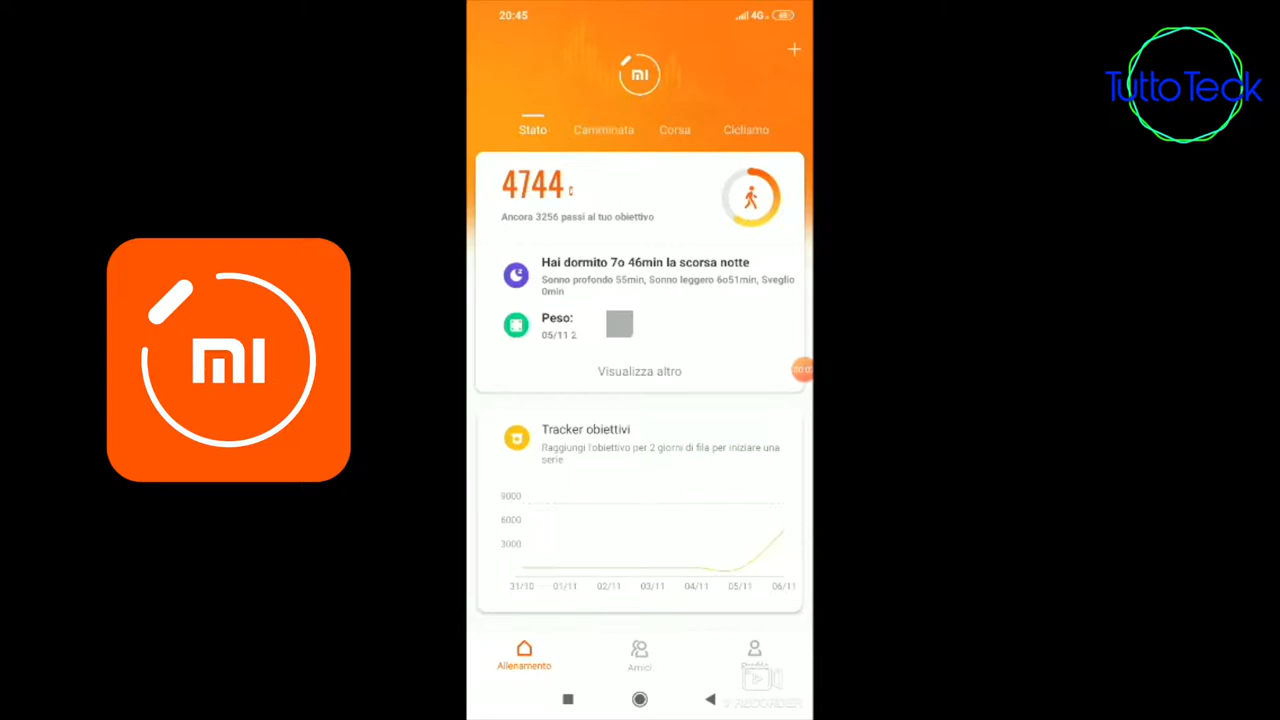 20:45
4G
mi
Stato
Camminata
Corsa
Ciclismo
4744
Ancora 3256 passi al tuo obiettivo
Hai dormito 7o 46min la scorsa notte
Sonno profondo 55min, Sonno leggero 6o51min, Sveglio
0min
Peso:
05/11 2
Visualizza altro
Tracker obiettivi
Raggiungi l'obiettivo per 2 giorni di fila per iniziare una
serie
9000
6000
3000
31/10
01/11
02/11
03/11
04/11
05/11
06/11
Allenamento
Amici
mi
TuttoTeck